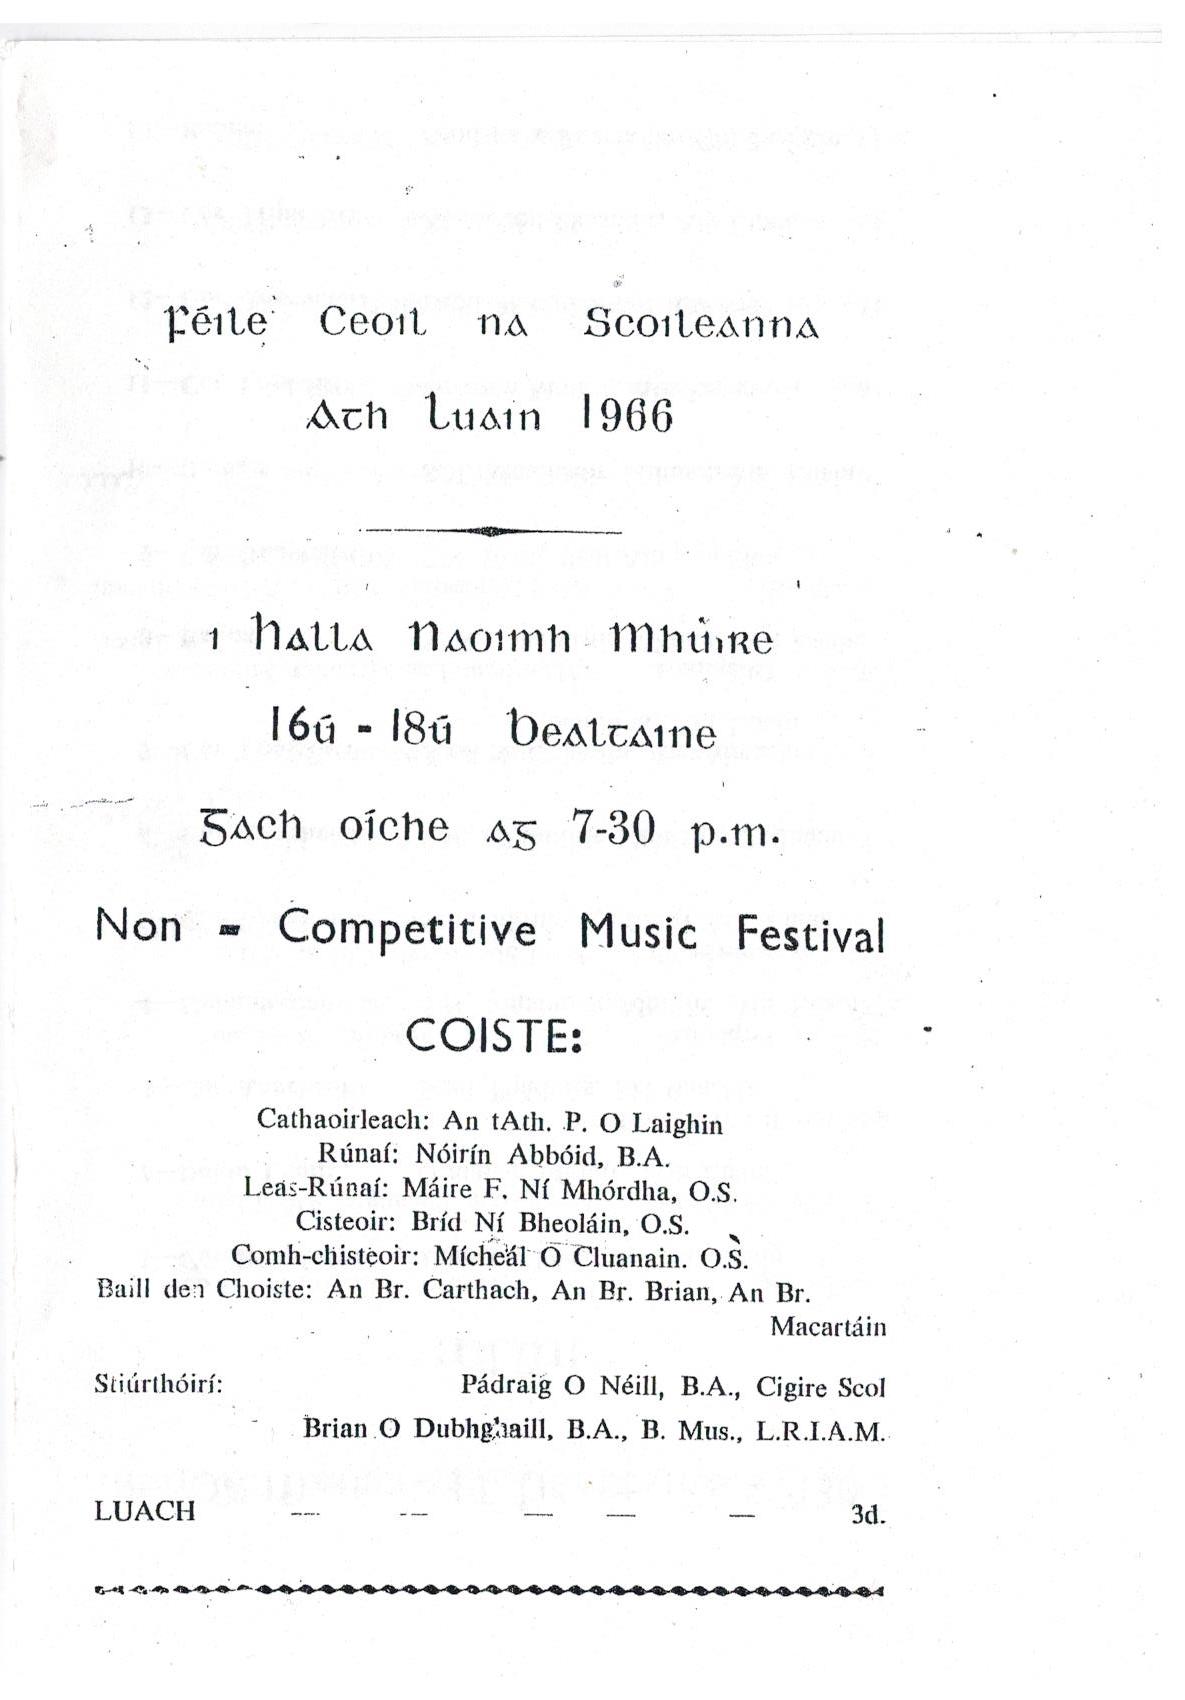 Féile Ceoil na Scoileanna
Ath Luain 1966
i halla Naoimh Mhúire
16ú - 18ú Bealtaine
Gach oíche ag 7-30 p.m.
Non - Competitive Music Festival
COISTE:
Cathaoirleach: An tAth. P. O Laighin
Rúnaí: Nóirín Abbóid, B.A.
Leas-Rúnaí: Máire F. Ní Mhórdha, O.S.
Cisteoir: Bríd Ní Bheoláin, O.S.
Comh-chisteoir: Mícheál O Cluanain. O.S.
Baill den Choiste: An Br. Carthach, An Br. Brian, An Br.
Macartáin
Stiúrthóirí: Pádraig O Néill, B.A., Cigire Scol
Brian O Dubhghaill, B.A., B. Mus., L.R.I.A.M.
LUACH — — — — — 3d.